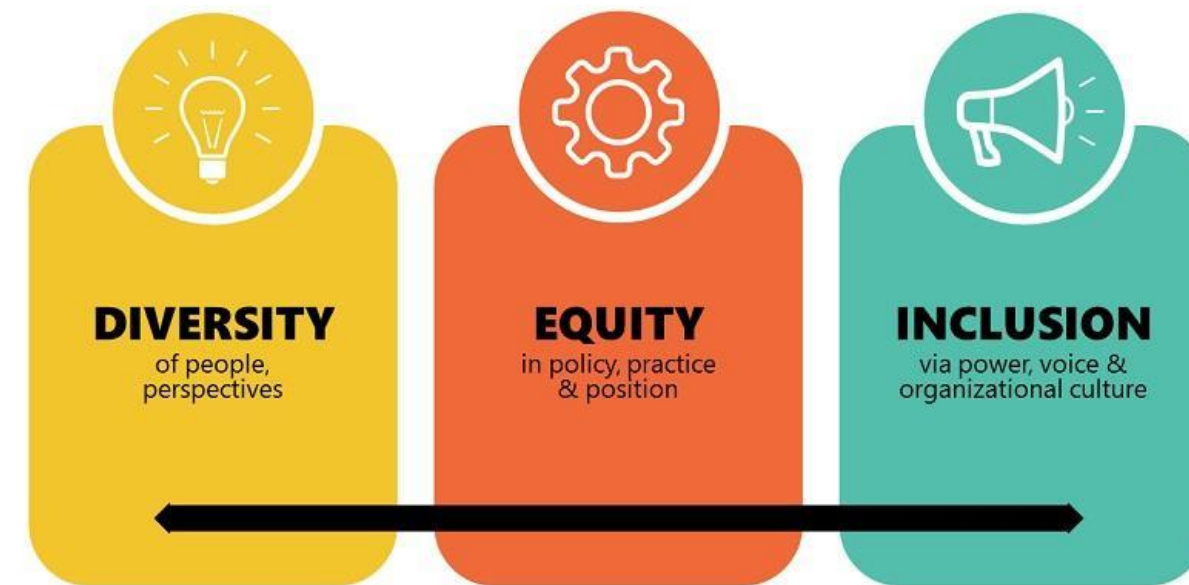 DIVERSITY
of people,
perspectives
EQUITY
in policy, practice
& position
INCLUSION
via power, voice &
organizational culture